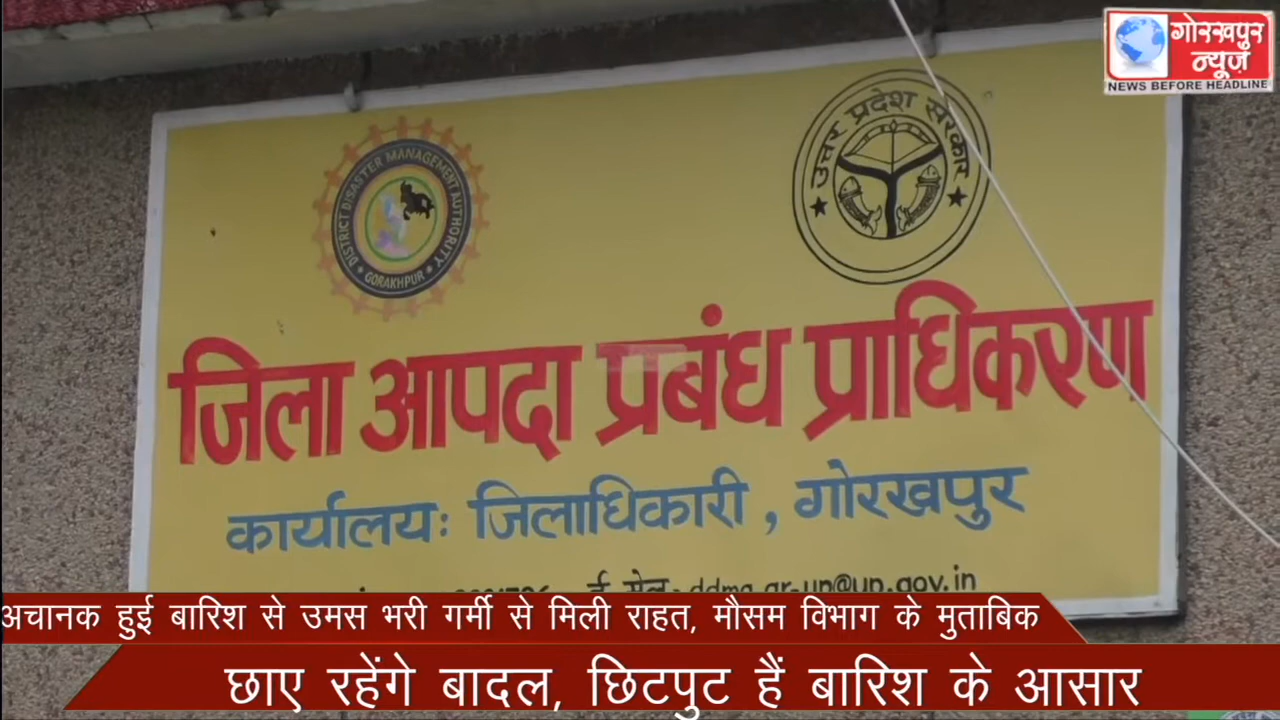 गोरखपुर
न्यूज़
NEWS BEFORE HEADLINE
DISTRICT DISASTER MANAGEMENT AUTHORITY
GORAKHPUR
उत्तर प्रदेश सरकार
जिला आपदा प्रबंध प्राधिकरण
कार्यालयः जिलाधिकारी, गोरखपुर
ई-मेल-
अचानक हुई बारिश से उमस भरी गर्मी से मिली राहत, मौसम विभाग के मुताबिक
छाए रहेंगे बादल, छिटपुट हैं बारिश के आसार